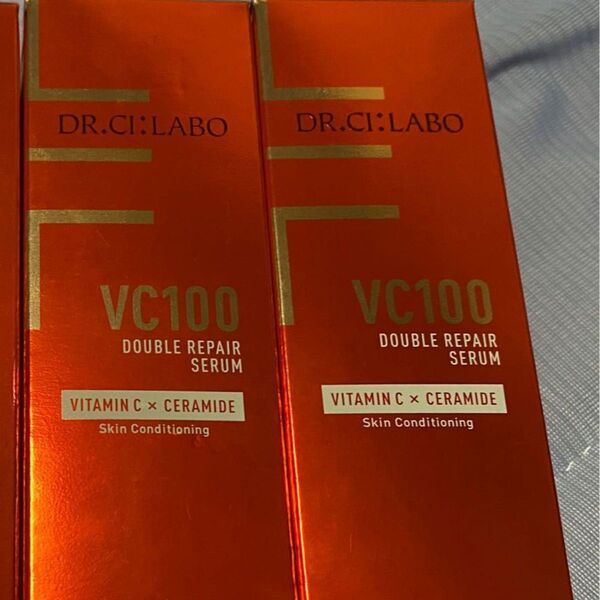 DR.CI:LABO
VC100
DOUBLE REPAIR
SERUM
VITAMIN C × CERAMIDE
Skin Conditioning
DR.CI:LABO
VC100
DOUBLE REPAIR
SERUM
VITAMIN C × CERAMIDE
Skin Conditioning